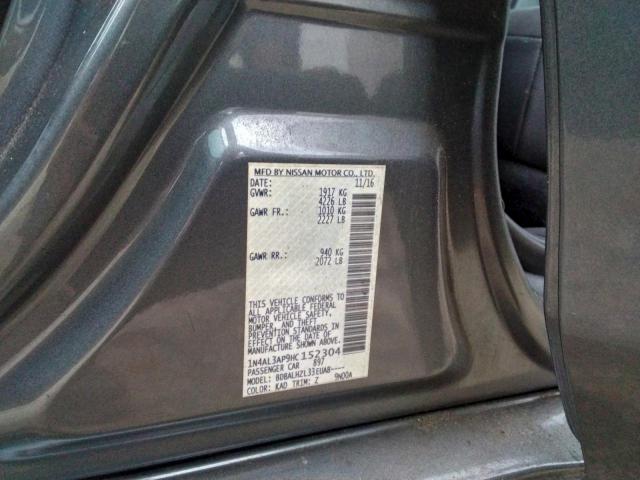 MFD BY NISSAN MOTOR CO., LTD.
DATE: 11/16
GVWR: 1917 KG
4226 LB
GAWR FR.: 1010 KG
2227 LB
GAWR RR.: 940 KG
2072 LB
THIS VEHICLE CONFORMS TO
ALL APPLICABLE FEDERAL
MOTOR VEHICLE SAFETY,
BUMPER, AND THEFT
PREVENTION STANDARDS IN
EFFECT ON THE DATE OF
MANUFACTURE SHOWN ABOVE.
1N4AL3AP9HC152304
PASSENGER CAR 897
MODEL: BDBALHZL33EUAB----
COLOR: KAD TRIM: Z 9N00A